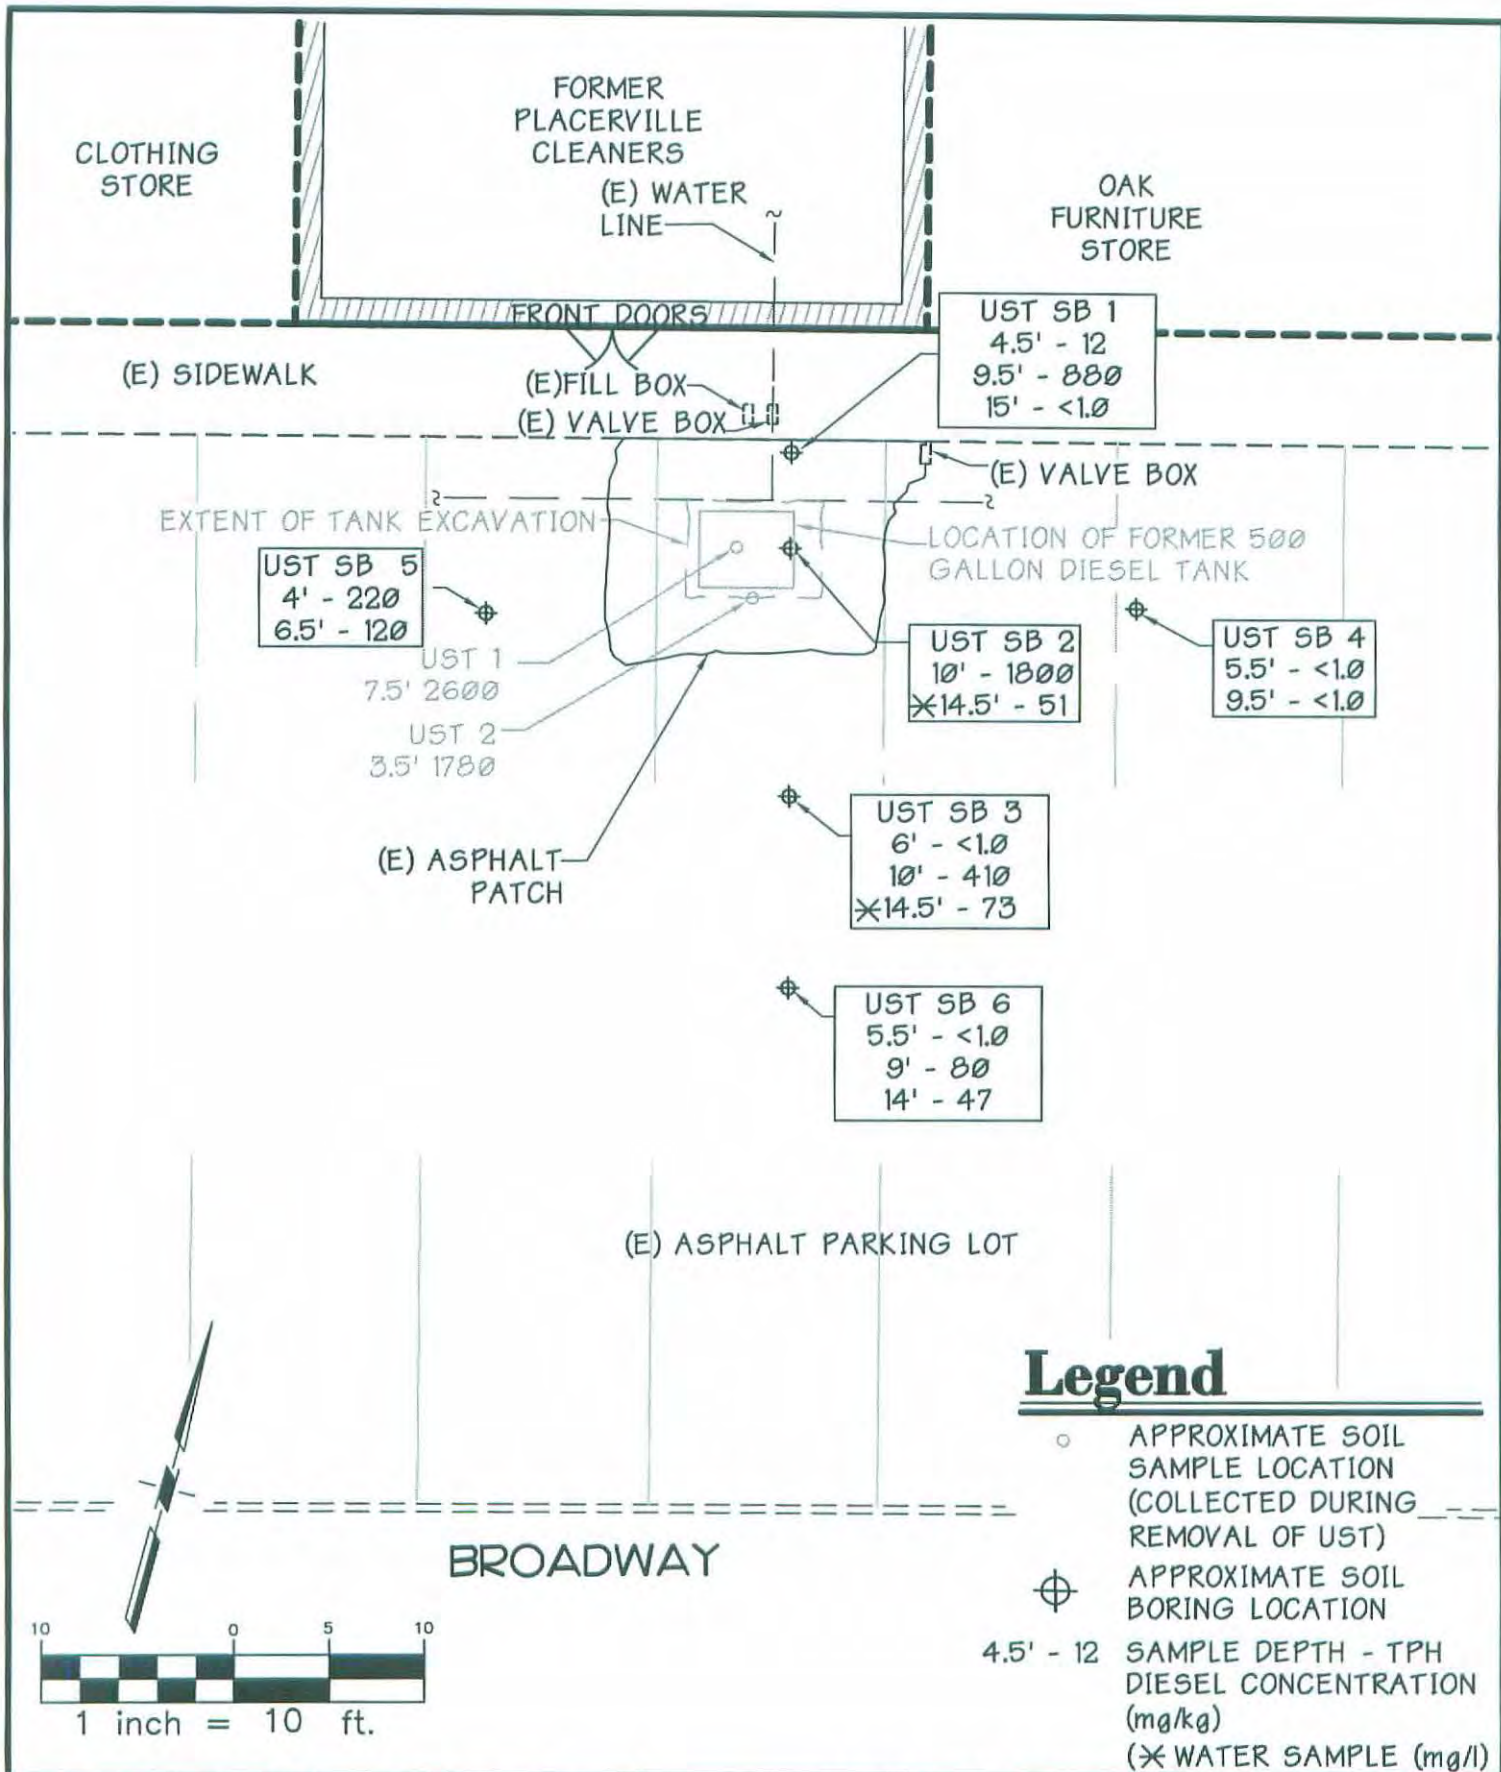 FORMER
PLACERVILLE
CLEANERS
CLOTHING
STORE
(E) WATER
LINE
OAK
FURNITURE
STORE
FRONT DOORS
UST SB 1
4.5' - 12
9.5' - 880
15' - <1.0
(E) SIDEWALK
(E)FILL BOX
(E) VALVE BOX
(E) VALVE BOX
EXTENT OF TANK EXCAVATION
LOCATION OF FORMER 500
GALLON DIESEL TANK
UST SB 5
4' - 220
6.5' - 120
UST 1
7.5' 2600
UST 2
3.5' 1780
UST SB 2
10' - 1800
*14.5' - 51
UST SB 4
5.5' - <1.0
9.5' - <1.0
(E) ASPHALT
PATCH
UST SB 3
6' - <1.0
10' - 410
*14.5' - 73
UST SB 6
5.5' - <1.0
9' - 80
14' - 47
(E) ASPHALT PARKING LOT
BROADWAY
10 0 5 10
1 inch = 10 ft.
Legend
APPROXIMATE SOIL
SAMPLE LOCATION
(COLLECTED DURING
REMOVAL OF UST)
APPROXIMATE SOIL
BORING LOCATION
4.5' - 12 SAMPLE DEPTH - TPH
DIESEL CONCENTRATION
(mg/kg)
(* WATER SAMPLE (mg/l)